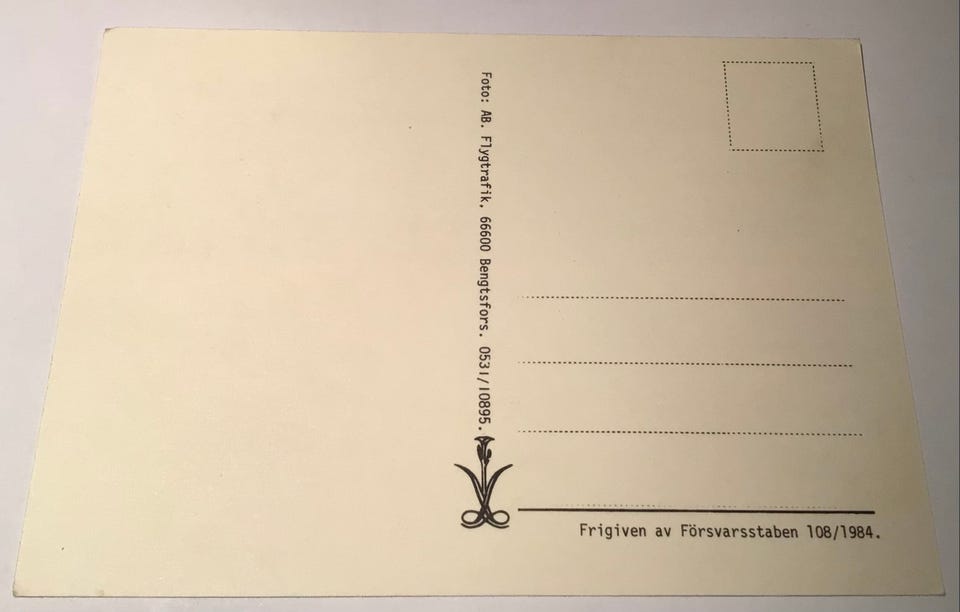 Foto: AB. Flygtrafik. 66600 Bengtsfors. 0531/10895.
Frigiven av Försvarsstaben 108/1984.